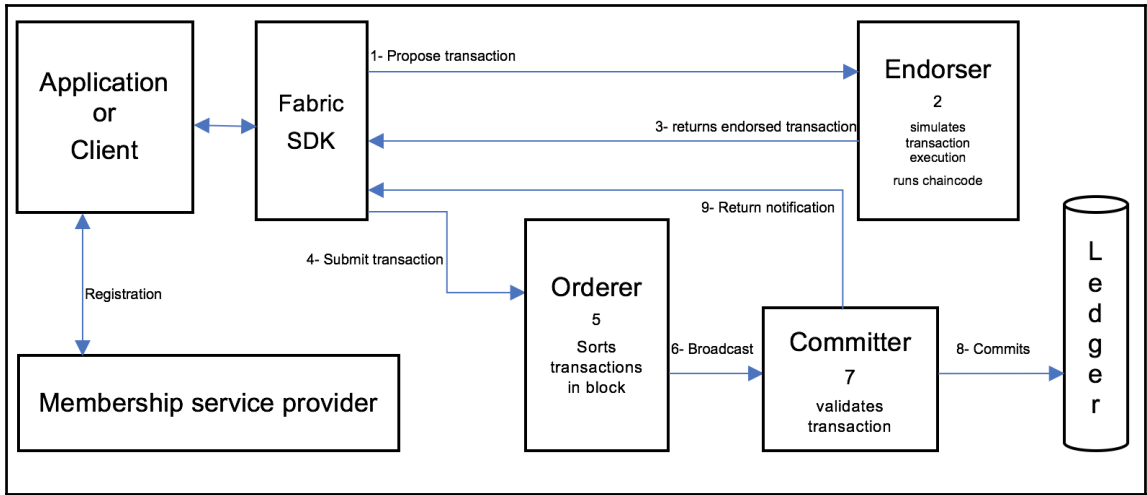 Application
or
Client
Fabric
SDK
1- Propose transaction
Endorser
2
simulates
transaction
execution
runs chaincode
3- returns endorsed transaction
9- Return notification
4- Submit transaction
Registration
Membership service provider
Orderer
5
Sorts
transactions
in block
6- Broadcast
Committer
7
validates
transaction
8- Commits
L
e
d
g
e
r